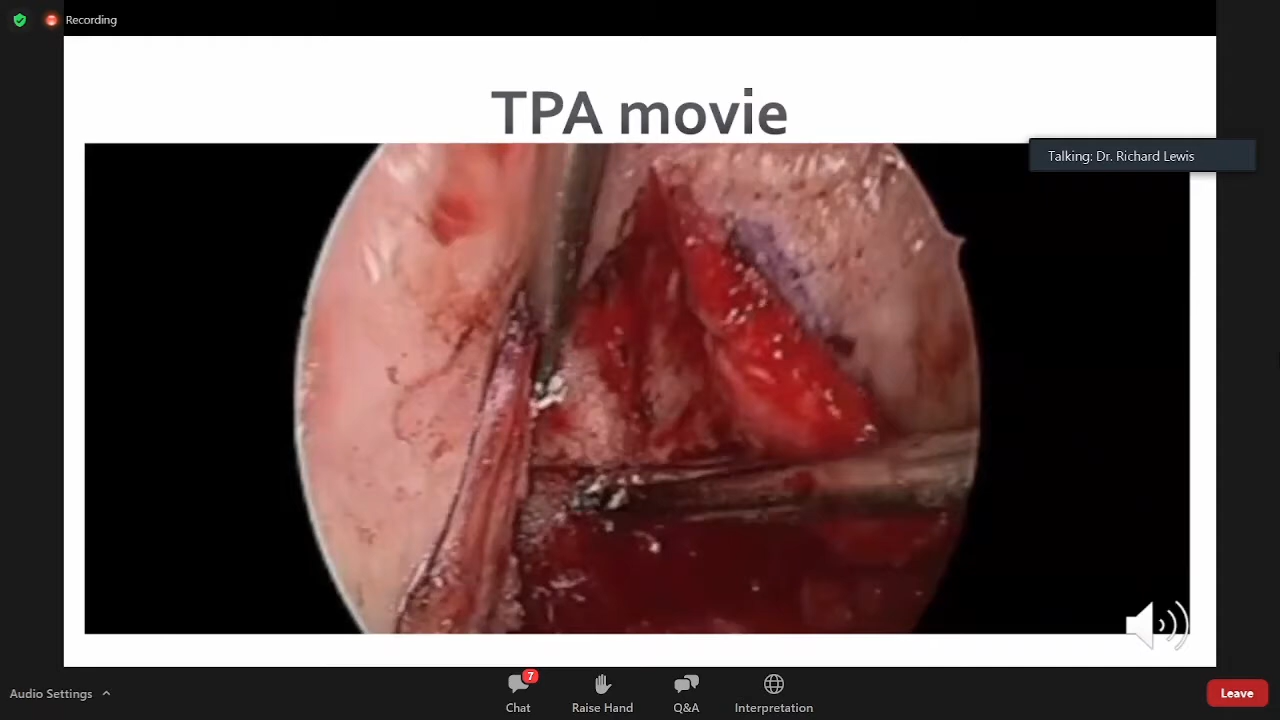 Recording
TPA movie
Talking: Dr. Richard Lewis
Audio Settings
Chat
7
Raise Hand
Q&A
Interpretation
Leave